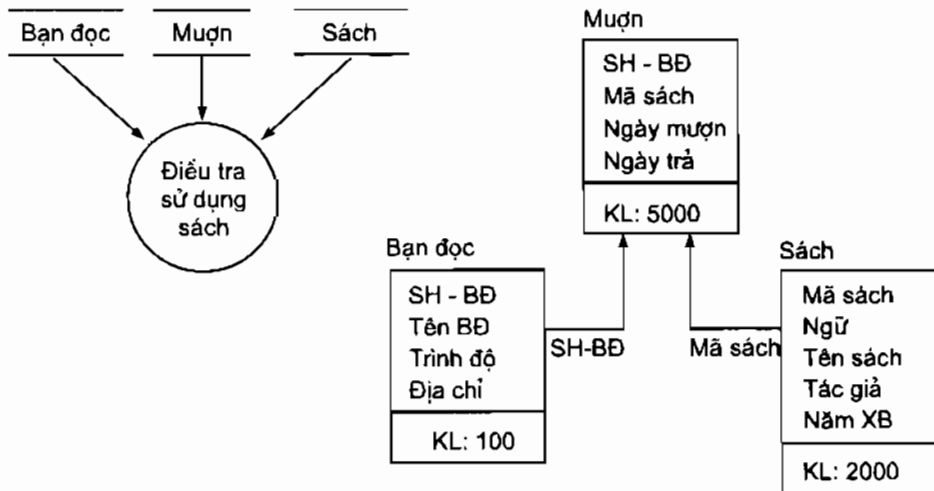 Bạn đọc
Mượn
Sách
Điều tra
sử dụng
sách
Mượn
SH - BĐ
Mã sách
Ngày mượn
Ngày trả
KL: 5000
Bạn đọc
SH - BĐ
Tên BĐ
Trình độ
Địa chỉ
KL: 100
SH-BĐ
Mã sách
Sách
Mã sách
Ngữ
Tên sách
Tác giả
Năm XB
KL: 2000